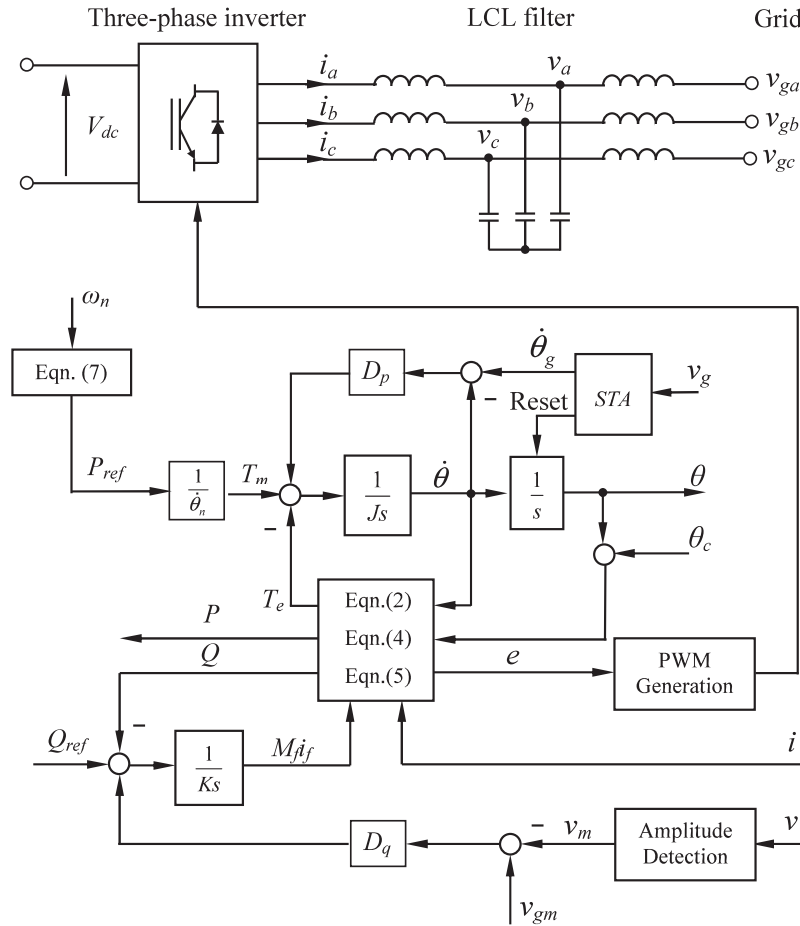 Three-phase inverter LCL filter Grid
i_a v_a v_ga
V_dc i_b v_b v_gb
i_c v_c v_gc
ω_n
Eqn. (7) D_p − θ̇_g STA v_g
Reset
P_ref 1/θ̇_n T_m 1/Js θ̇ 1/s θ
− θ_c
T_e Eqn.(2)
P Eqn.(4)
Q Eqn.(5) e PWM
Generation
−
Q_ref 1/Ks M_f i_f i
D_q − v_m Amplitude v
Detection
v_gm